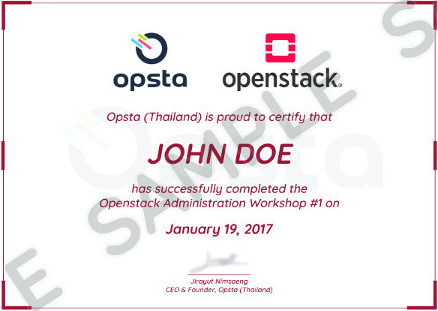 opsta
openstack®
Opsta (Thailand) is proud to certify that
JOHN DOE
has successfully completed the
Openstack Administration Workshop #1 on
January 19, 2017
Jirayut Nimsaeng
CEO & Founder, Opsta (Thailand)
SAMPLE
Opsta